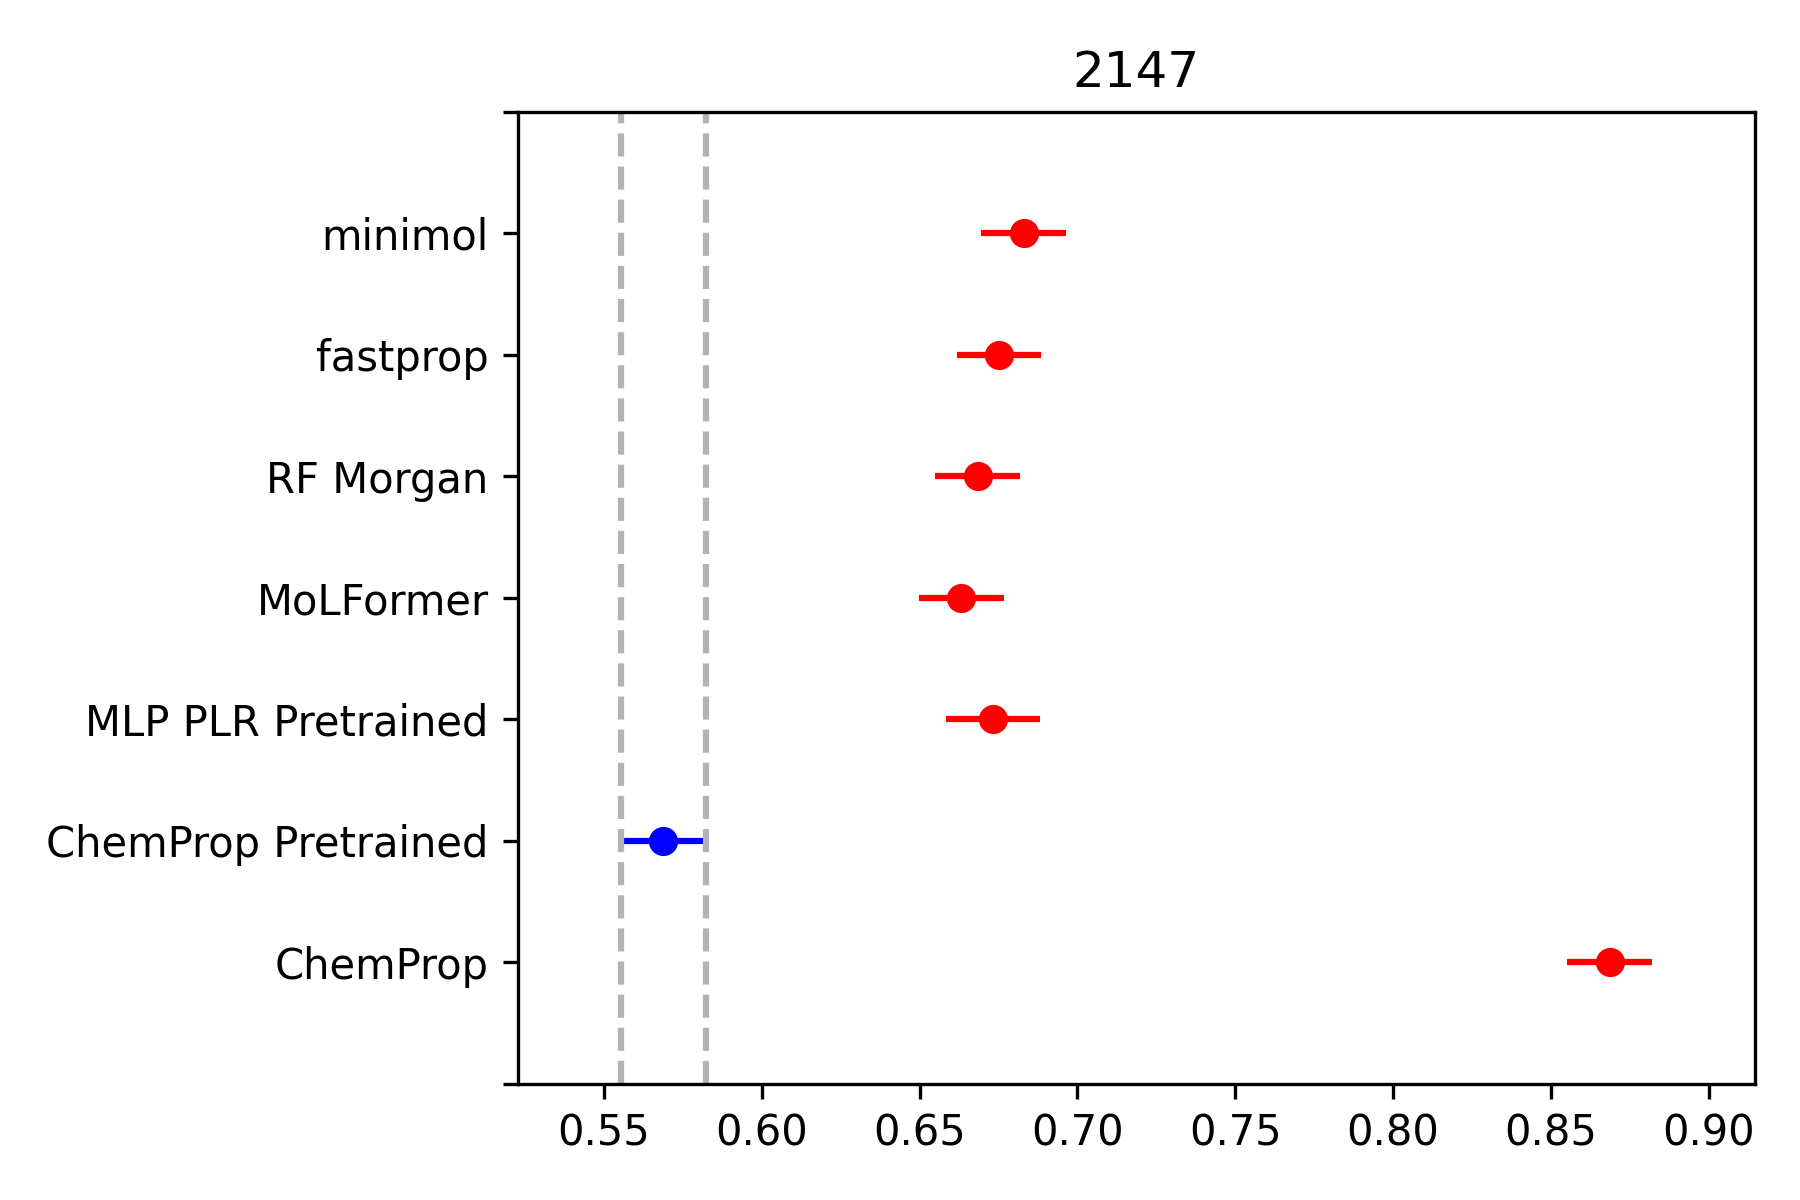 2147
minimol
fastprop
RF Morgan
MoLFormer
MLP PLR Pretrained
ChemProp Pretrained
ChemProp
0.55 0.60 0.65 0.70 0.75 0.80 0.85 0.90